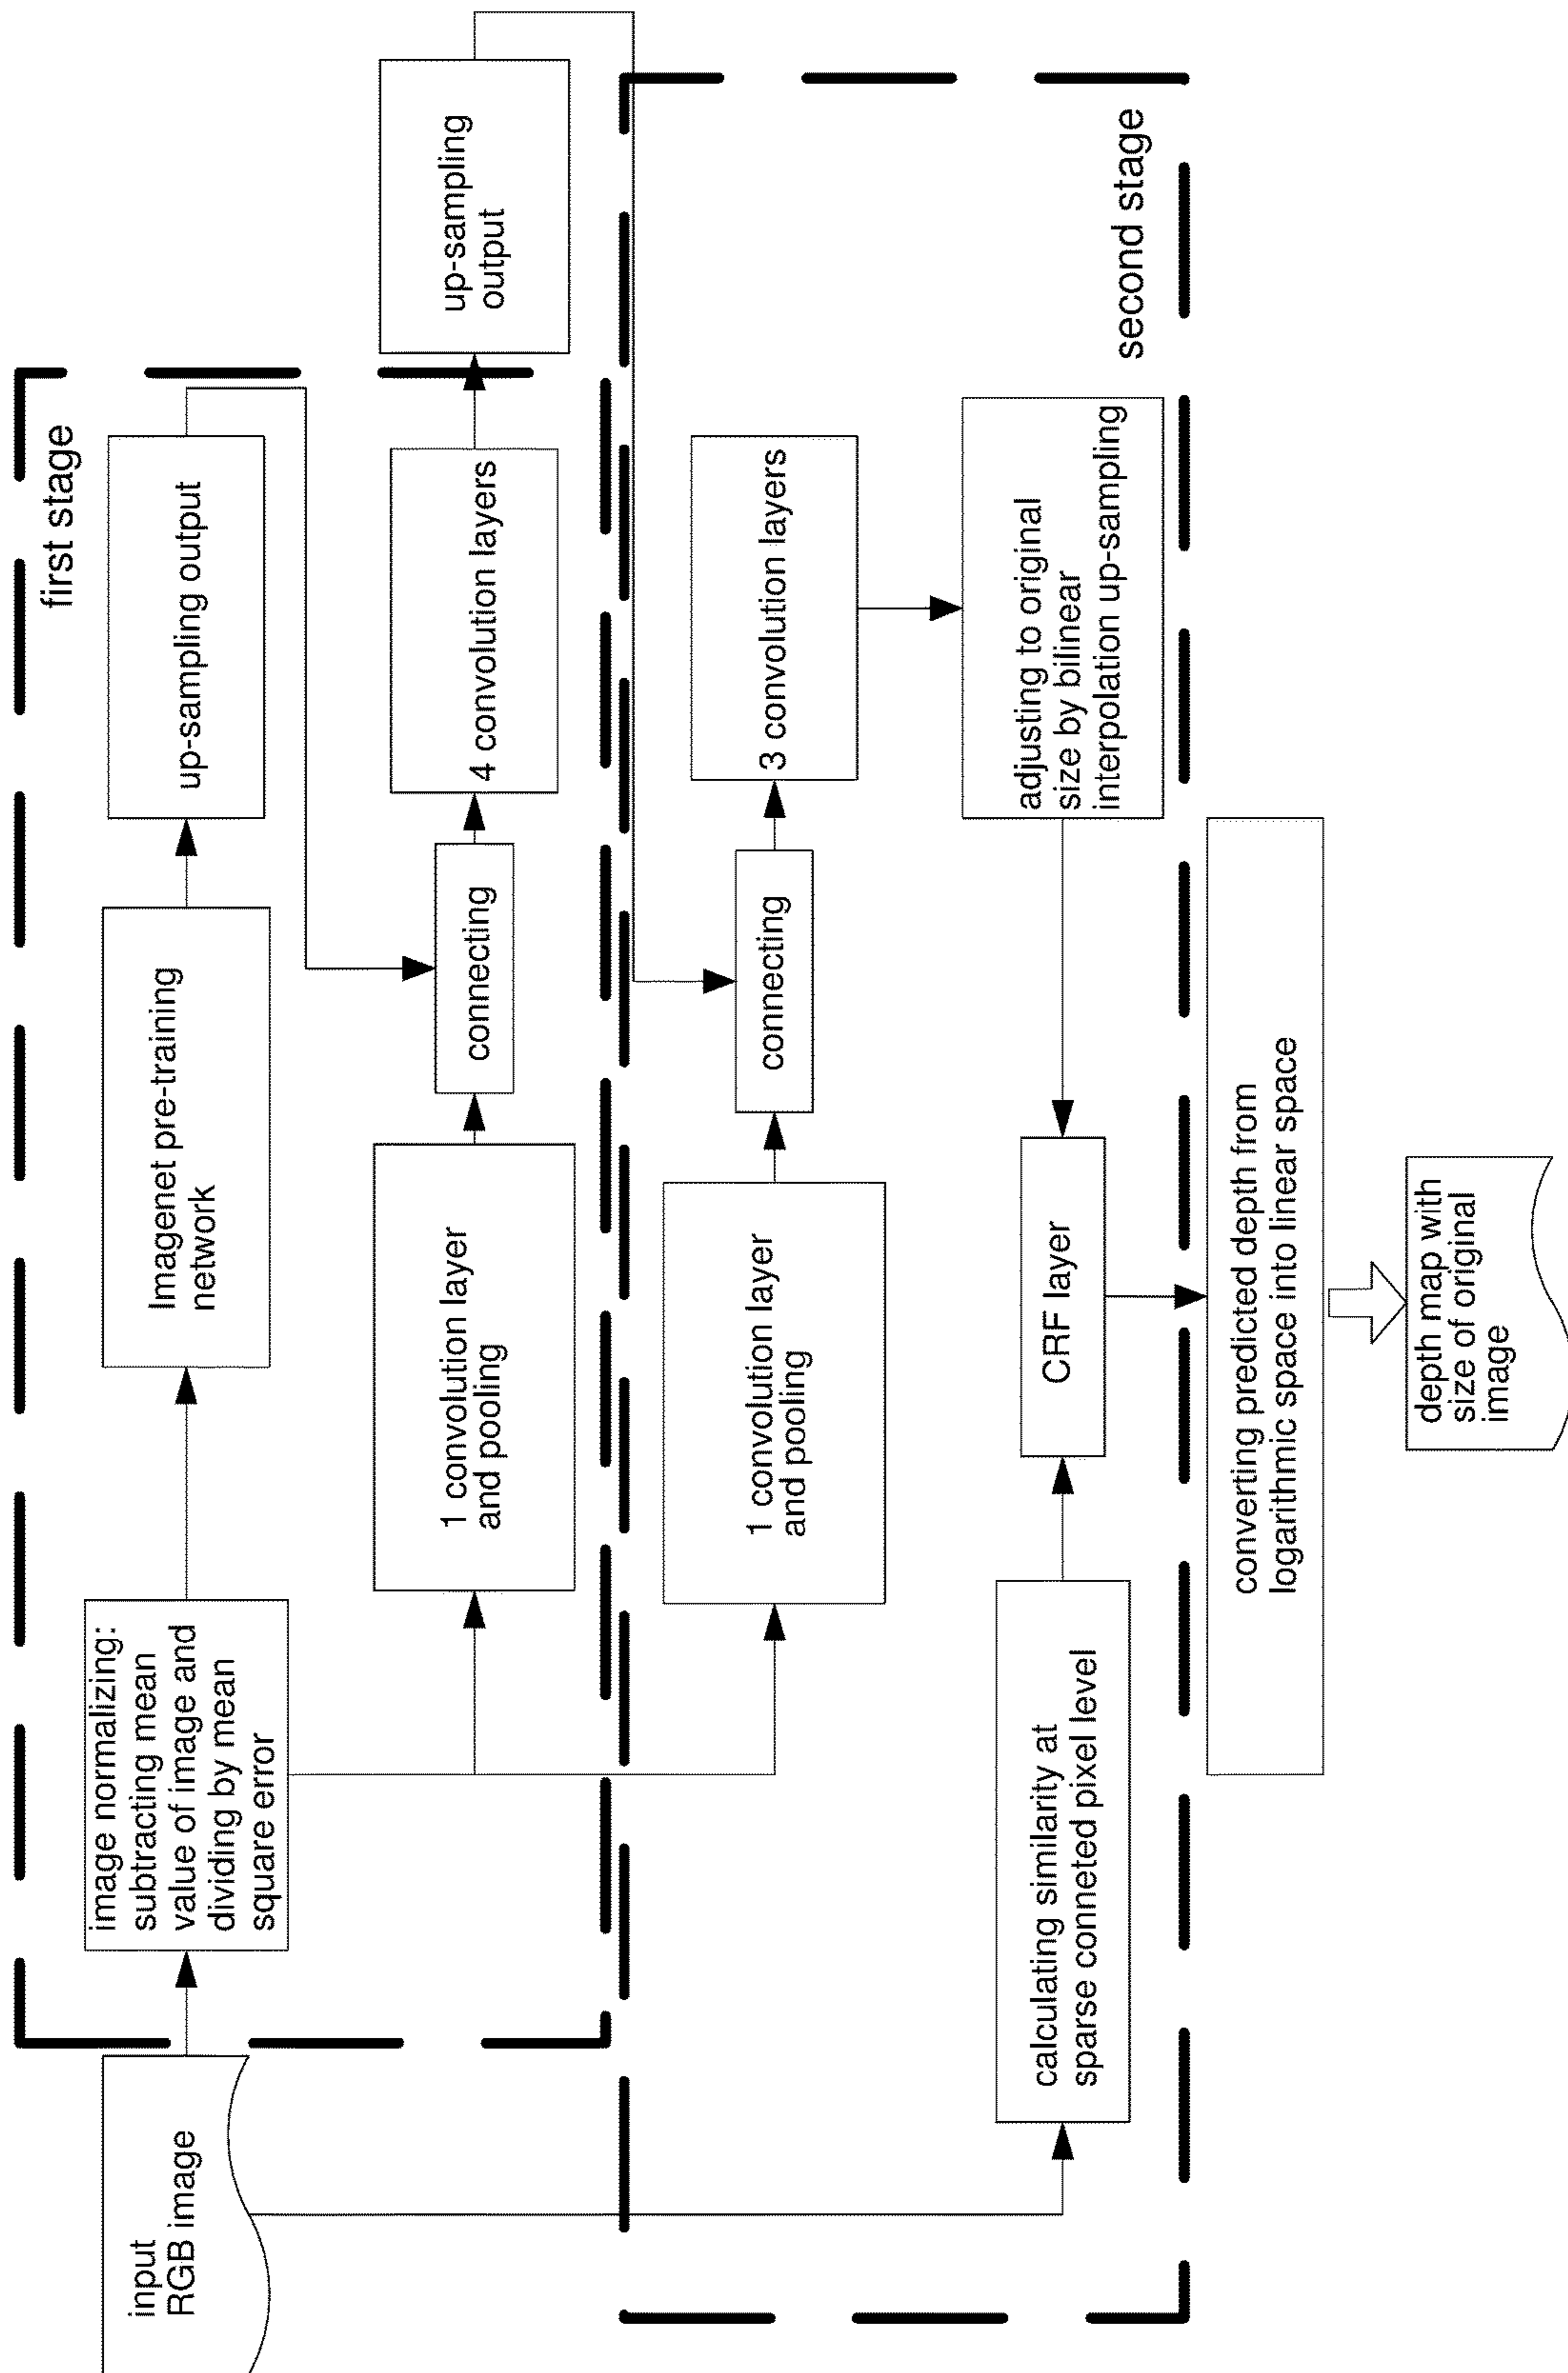 first stage
input
RGB image
image normalizing:
subtracting mean
value of image and
dividing by mean
square error
Imagenet pre-training
network
up-sampling output
1 convolution layer
and pooling
connecting
4 convolution layers
up-sampling
output
1 convolution layer
and pooling
connecting
3 convolution layers
calculating similarity at
sparse conneted pixel level
CRF layer
adjusting to original
size by bilinear
interpolation up-sampling
second stage
converting predicted depth from
logarithmic space into linear space
depth map with
size of original
image